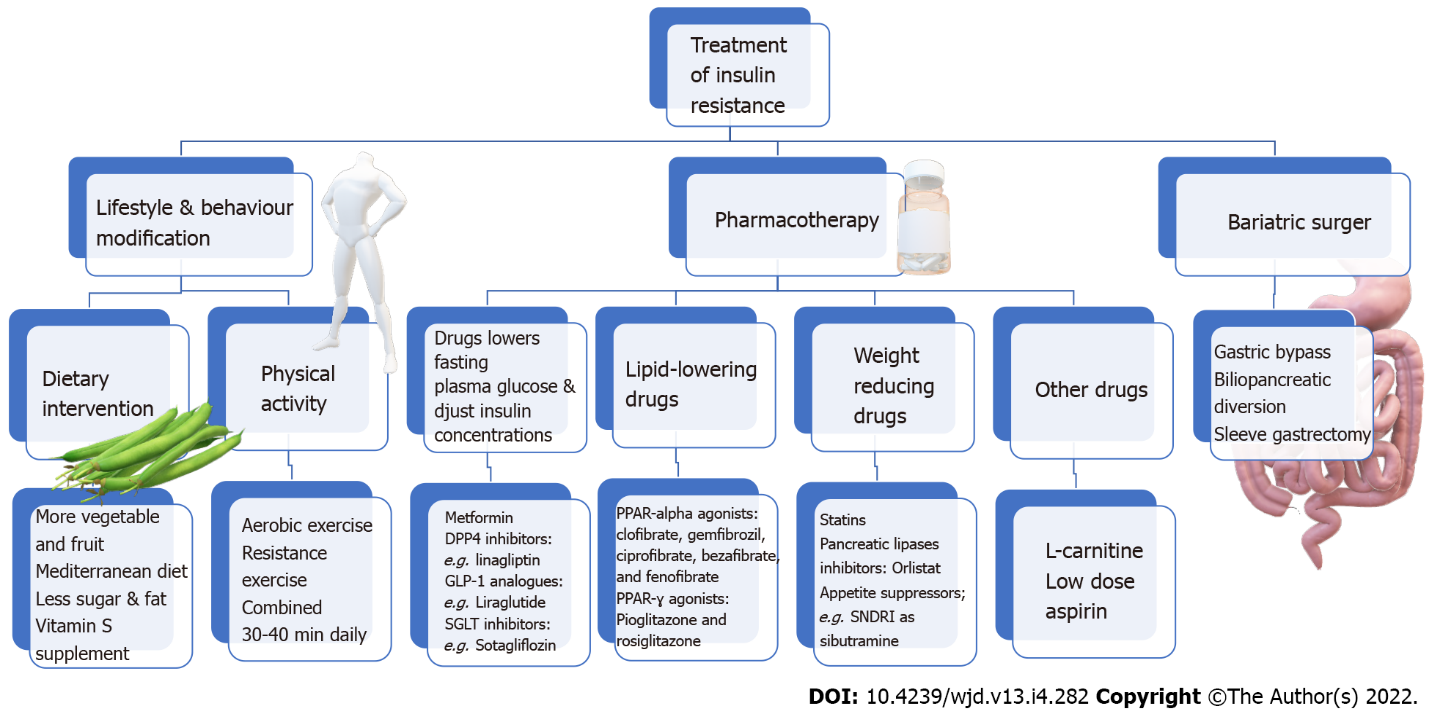 Treatment
of insulin
resistance
Lifestyle & behaviour
modification
Pharmacotherapy
Bariatric surger
Dietary
intervention
Physical
activity
Drugs lowers
fasting
plasma glucose &
djust insulin
concentrations
Lipid-lowering
drugs
Weight
reducing
drugs
Other drugs
Gastric bypass
Biliopancreatic
diversion
Sleeve gastrectomy
More vegetable
and fruit
Mediterranean diet
Less sugar & fat
Vitamin S
supplement
Aerobic exercise
Resistance
exercise
Combined
30-40 min daily
Metformin
DPP4 inhibitors:
e.g. linagliptin
GLP-1 analogues:
e.g. Liraglutide
SGLT inhibitors:
e.g. Sotagliflozin
PPAR-alpha agonists:
clofibrate, gemfibrozil,
ciprofibrate, bezafibrate,
and fenofibrate
PPAR-ɣ agonists:
Pioglitazone and
rosiglitazone
Statins
Pancreatic lipases
inhibitors: Orlistat
Appetite suppressors;
e.g. SNDRI as
sibutramine
L-carnitine
Low dose
aspirin
DOI: 10.4239/wjd.v13.i4.282 Copyright ©The Author(s) 2022.